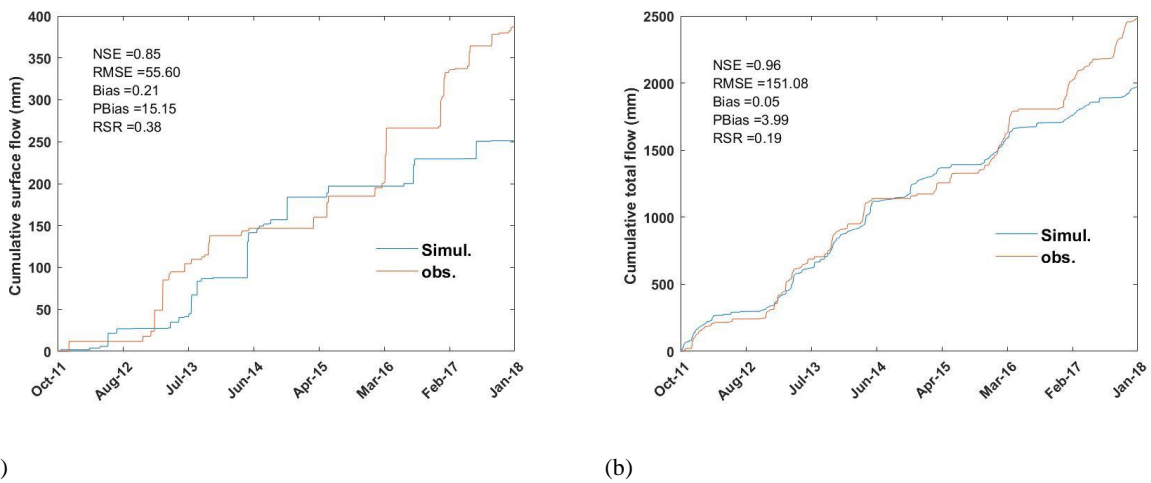 400
350
300
250
200
150
100
50
0
Cumulative surface flow (mm)
NSE =0.85
RMSE =55.60
Bias =0.21
PBias =15.15
RSR =0.38
Simul.
obs.
Oct-11 Aug-12 Jul-13 Jun-14 Apr-15 Mar-16 Feb-17 Jan-18
)
2500
2000
1500
1000
500
0
Cumulative total flow (mm)
NSE =0.96
RMSE =151.08
Bias =0.05
PBias =3.99
RSR =0.19
Simul.
obs.
Oct-11 Aug-12 Jul-13 Jun-14 Apr-15 Mar-16 Feb-17 Jan-18
(b)